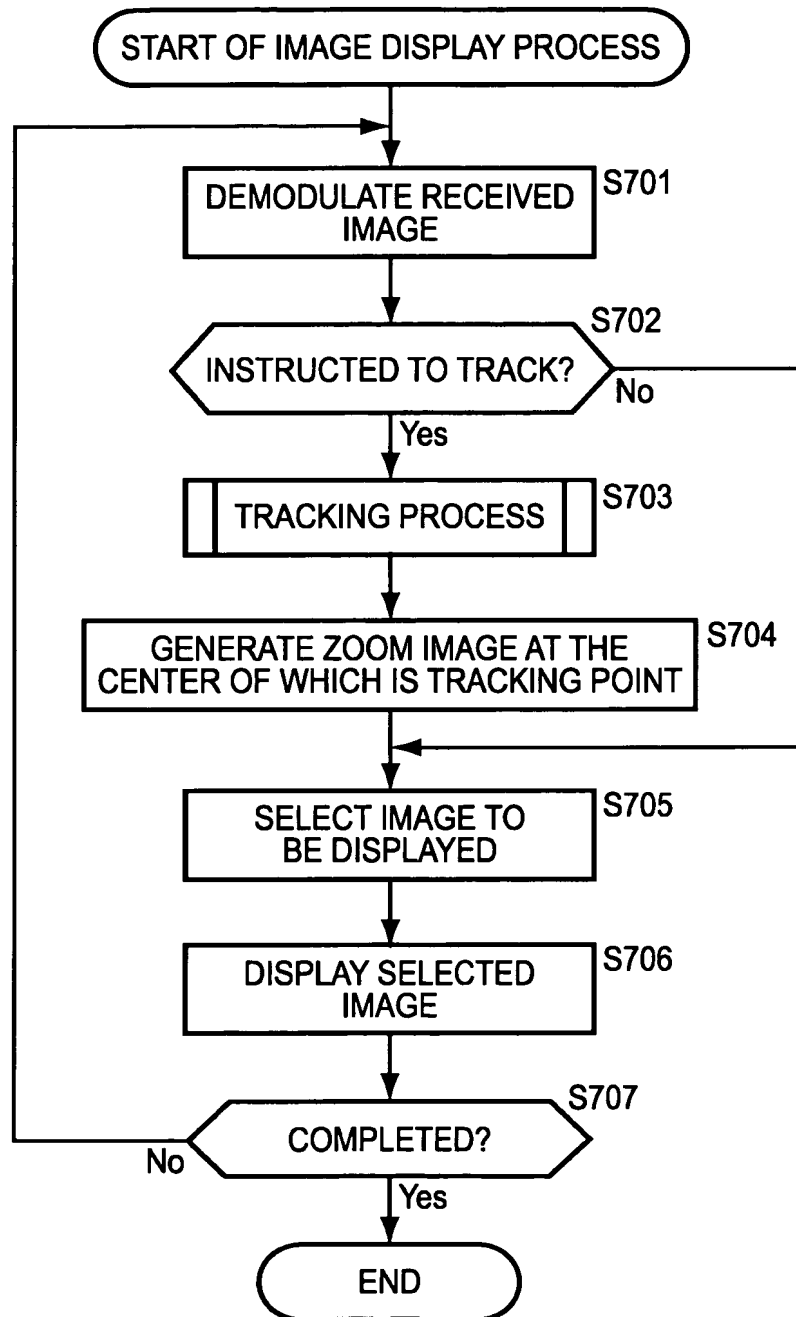 START OF IMAGE DISPLAY PROCESS
S701
DEMODULATE RECEIVED
IMAGE
S702
INSTRUCTED TO TRACK?
No
Yes
S703
TRACKING PROCESS
S704
GENERATE ZOOM IMAGE AT THE
CENTER OF WHICH IS TRACKING POINT
S705
SELECT IMAGE TO
BE DISPLAYED
S706
DISPLAY SELECTED
IMAGE
S707
COMPLETED?
No
Yes
END